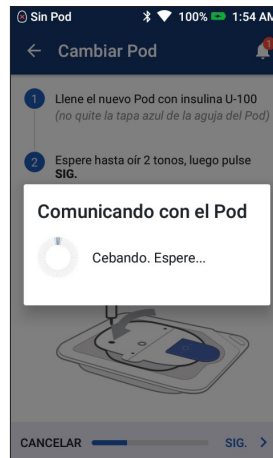 Sin Pod 100% 1:54 AM
Cambiar Pod
1 Llene el nuevo Pod con insulina U-100
(no quite la tapa azul de la aguja del Pod)
2 Espere hasta oír 2 tonos, luego pulse
SIG.
Comunicando con el Pod
Cebando. Espere...
CANCELAR SIG.